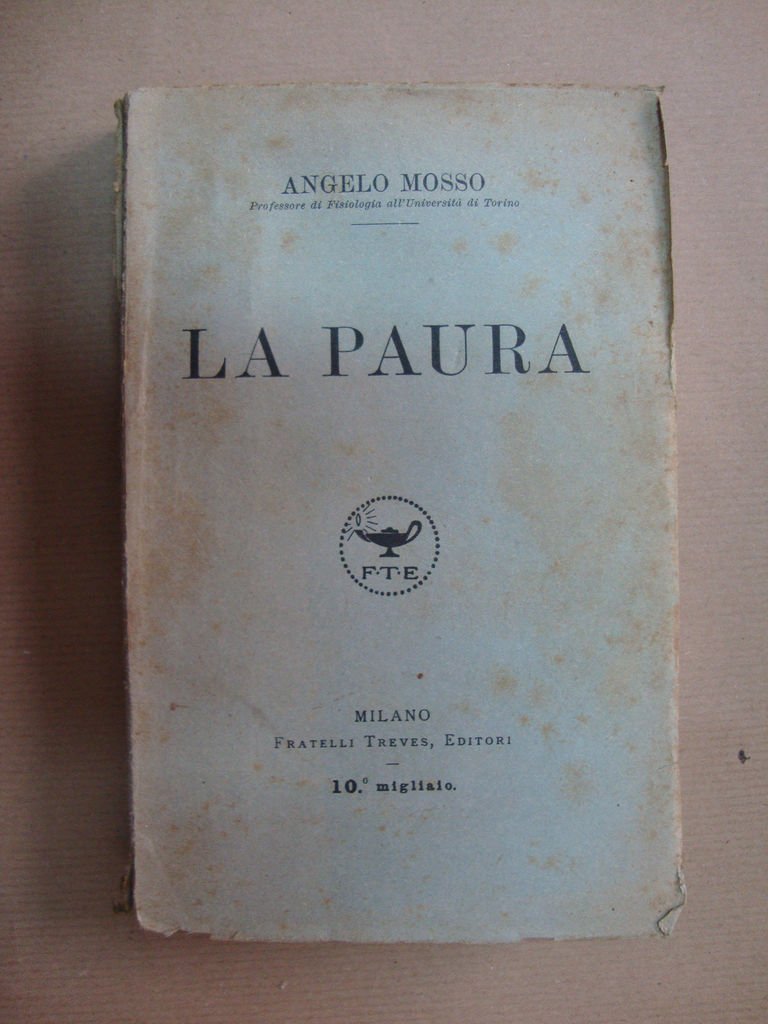 ANGELO MOSSO
Professore di Fisiologia all'Università di Torino
LA PAURA
F·T·E
MILANO
FRATELLI TREVES, EDITORI
10.º migliaio.